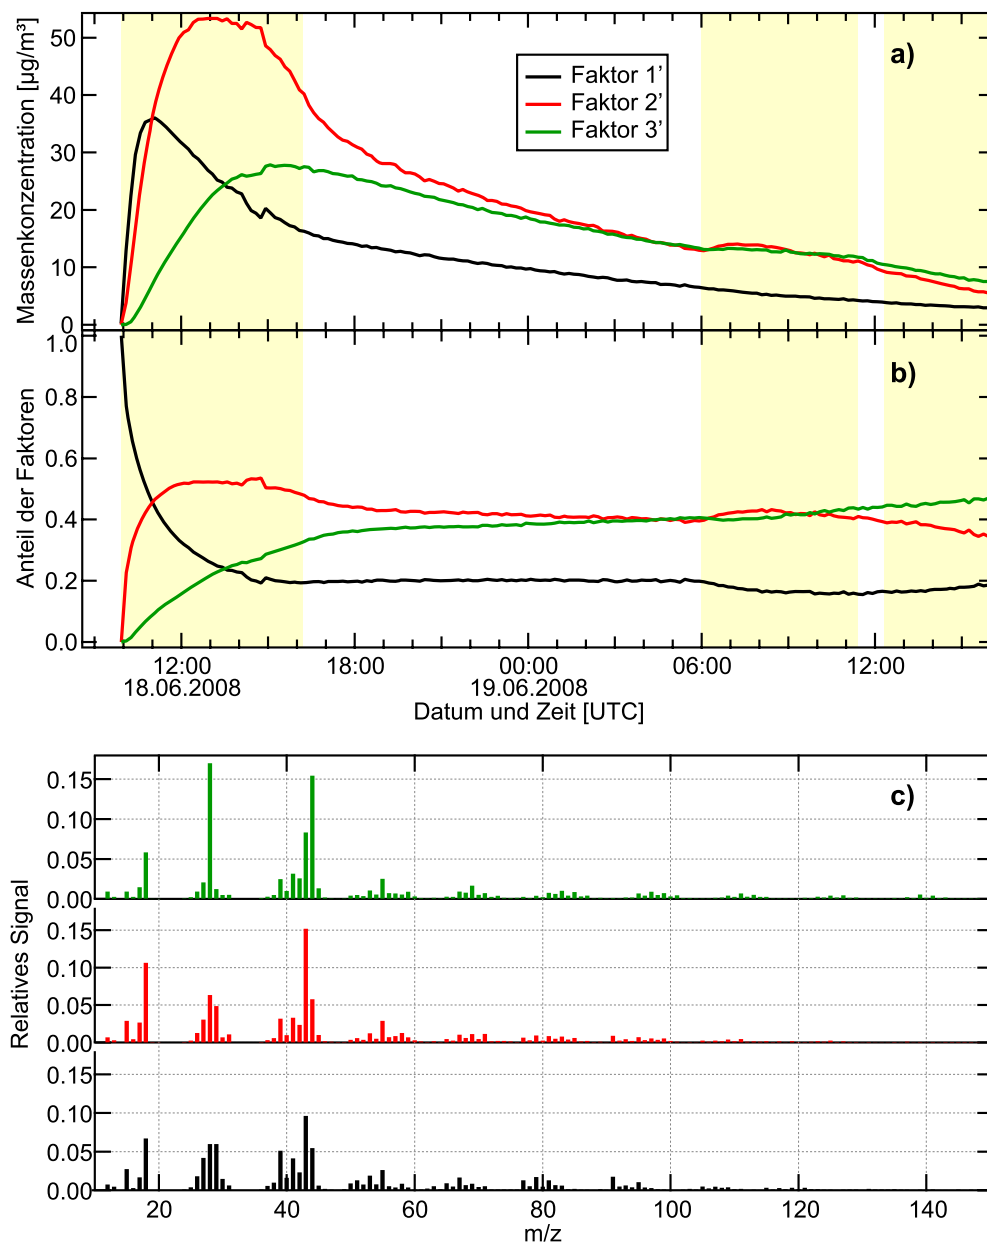 a)
Massenkonzentration [µg/m³]
50
40
30
20
10
0
Faktor 1’
Faktor 2’
Faktor 3’
b)
Anteil der Faktoren
1.0
0.8
0.6
0.4
0.2
0.0
12:00 18:00 00:00 06:00 12:00
18.06.2008 19.06.2008
Datum und Zeit [UTC]
c)
Relatives Signal
0.15
0.10
0.05
0.00
0.15
0.10
0.05
0.00
0.15
0.10
0.05
0.00
20 40 60 80 100 120 140
m/z